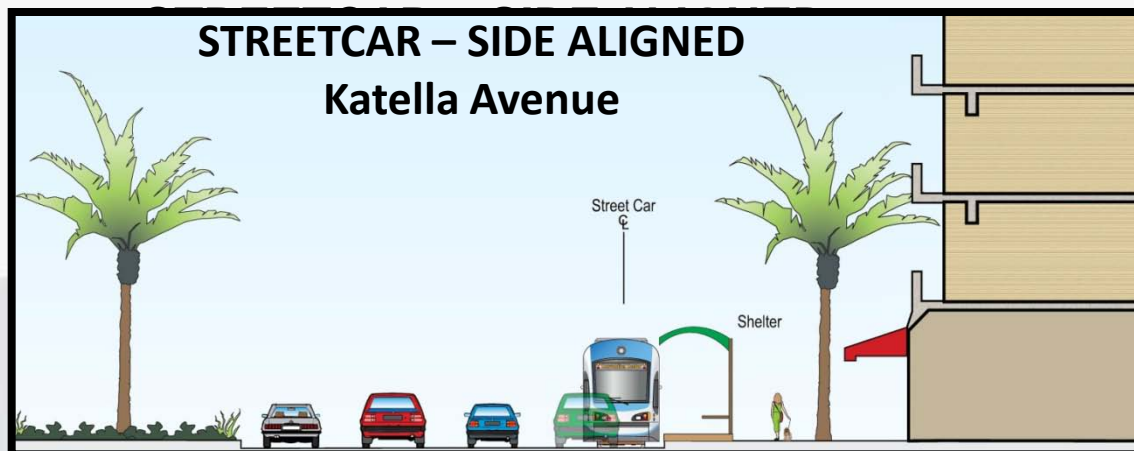 STREETCAR – SIDE ALIGNED
Katella Avenue
Street Car
℄
Shelter